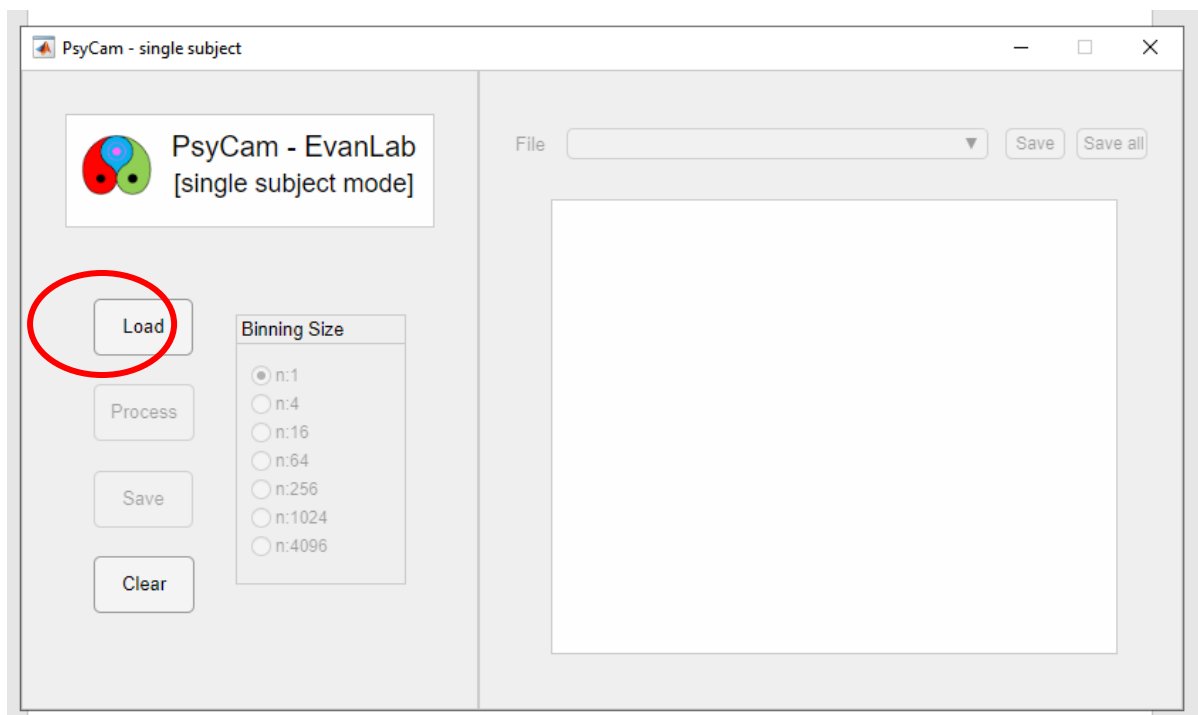 PsyCam - single subject
PsyCam - EvanLab
[single subject mode]
File
Save
Save all
Load
Process
Save
Clear
Binning Size
n:1
n:4
n:16
n:64
n:256
n:1024
n:4096